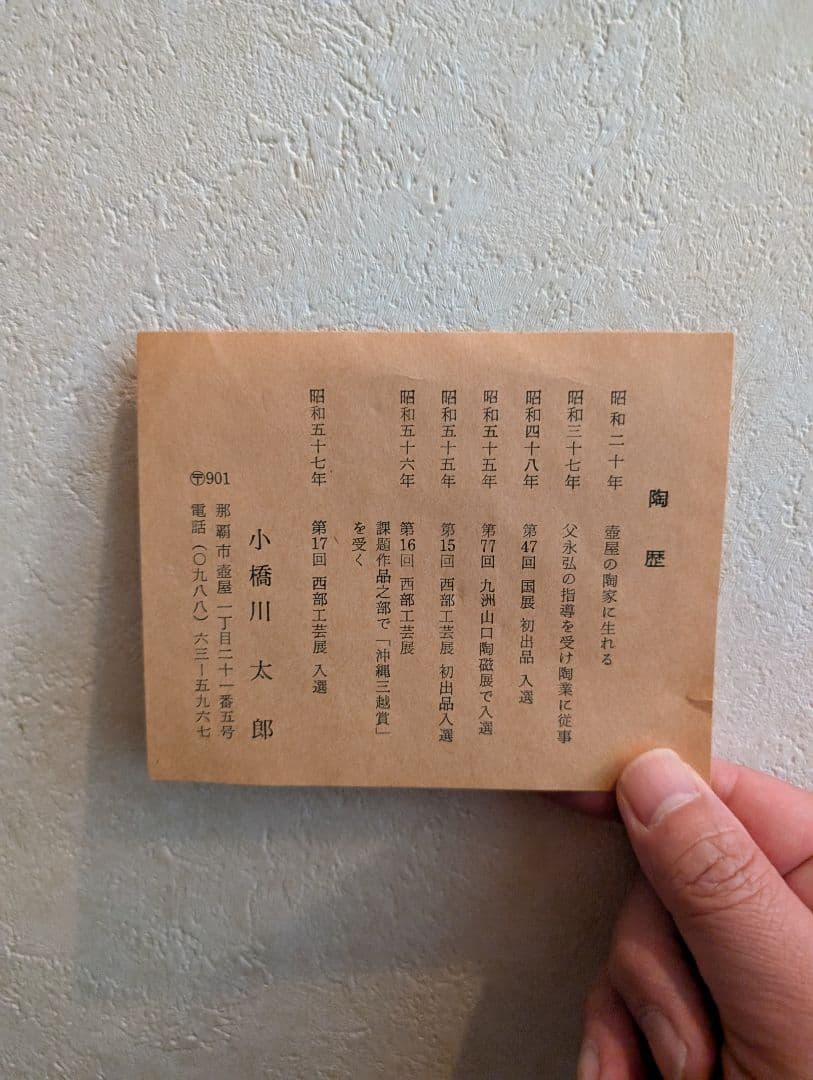 陶歴
昭和二十年 壺屋の陶家に生れる
昭和三十七年 父永弘の指導を受け陶業に従事
昭和四十八年 第47回 国展 初出品 入選
昭和五十五年 第77回 九洲山口陶磁展で入選
昭和五十五年 第15回 西部工芸展 初出品入選
昭和五十六年 第16回 西部工芸展
課題作品之部で「沖縄三越賞」
を受く
昭和五十七年 第17回 西部工芸展 入選
小橋川太郎
〶901 那覇市壺屋一丁目二十一番五号
電話(〇九八八)六三ー五九六七